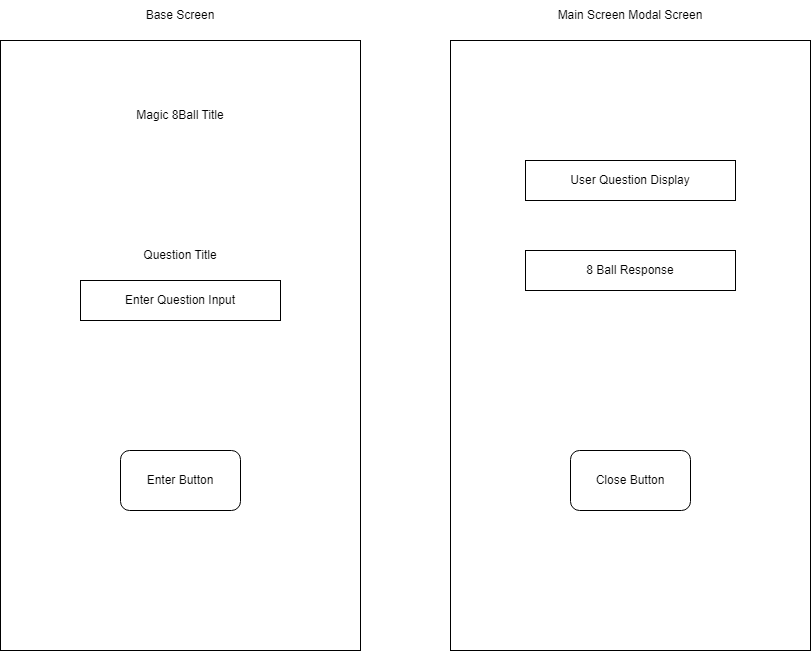 Base Screen
Magic 8Ball Title
Question Title
Enter Question Input
Enter Button
Main Screen Modal Screen
User Question Display
8 Ball Response
Close Button